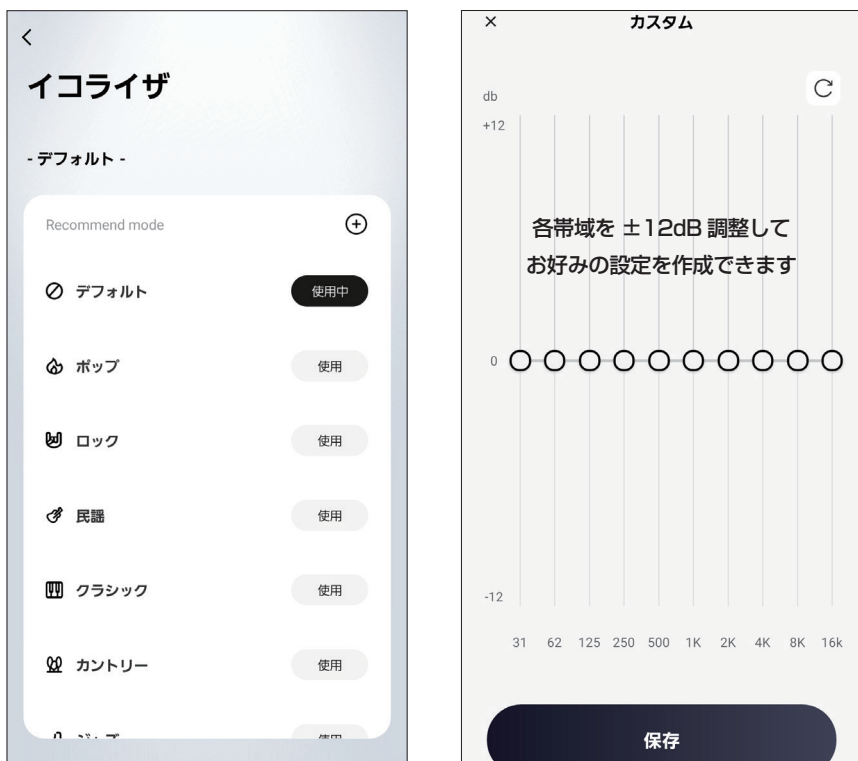 イコライザ
- デフォルト -
Recommend mode
デフォルト 使用中
ポップ 使用
ロック 使用
民謡 使用
クラシック 使用
カントリー 使用
× カスタム
db
+12
各帯域を ±12dB 調整して
お好みの設定を作成できます
0
-12
31 62 125 250 500 1K 2K 4K 8K 16k
保存